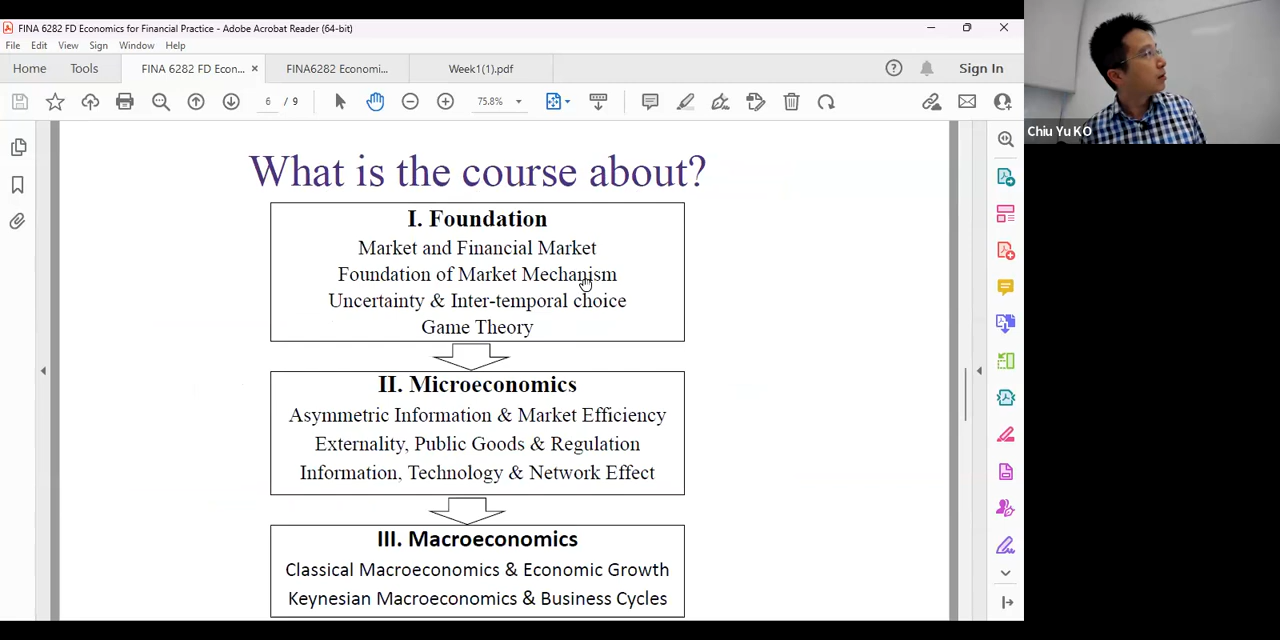 FINA 6282 FD Economics for Financial Practice - Adobe Acrobat Reader (64-bit)
File Edit View Sign Window Help
Home Tools FINA 6282 FD Econ... × FINA6282 Economi... Week1(1).pdf Sign In
6 / 9 75.8%
Chiu Yu KO
What is the course about?
I. Foundation
Market and Financial Market
Foundation of Market Mechanism
Uncertainty & Inter-temporal choice
Game Theory
II. Microeconomics
Asymmetric Information & Market Efficiency
Externality, Public Goods & Regulation
Information, Technology & Network Effect
III. Macroeconomics
Classical Macroeconomics & Economic Growth
Keynesian Macroeconomics & Business Cycles